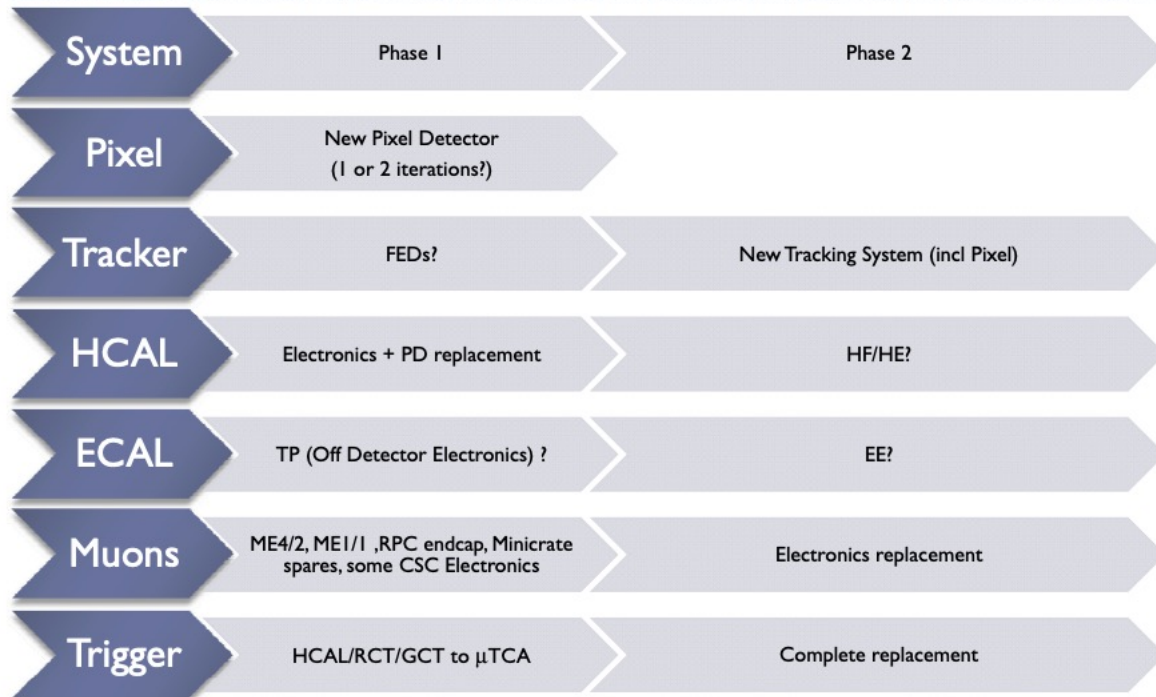 System
Phase 1
Phase 2
Pixel
New Pixel Detector
(1 or 2 iterations?)
Tracker
FEDs?
New Tracking System (incl Pixel)
HCAL
Electronics + PD replacement
HF/HE?
ECAL
TP (Off Detector Electronics) ?
EE?
Muons
ME4/2, ME1/1 ,RPC endcap, Minicrate
spares, some CSC Electronics
Electronics replacement
Trigger
HCAL/RCT/GCT to μTCA
Complete replacement